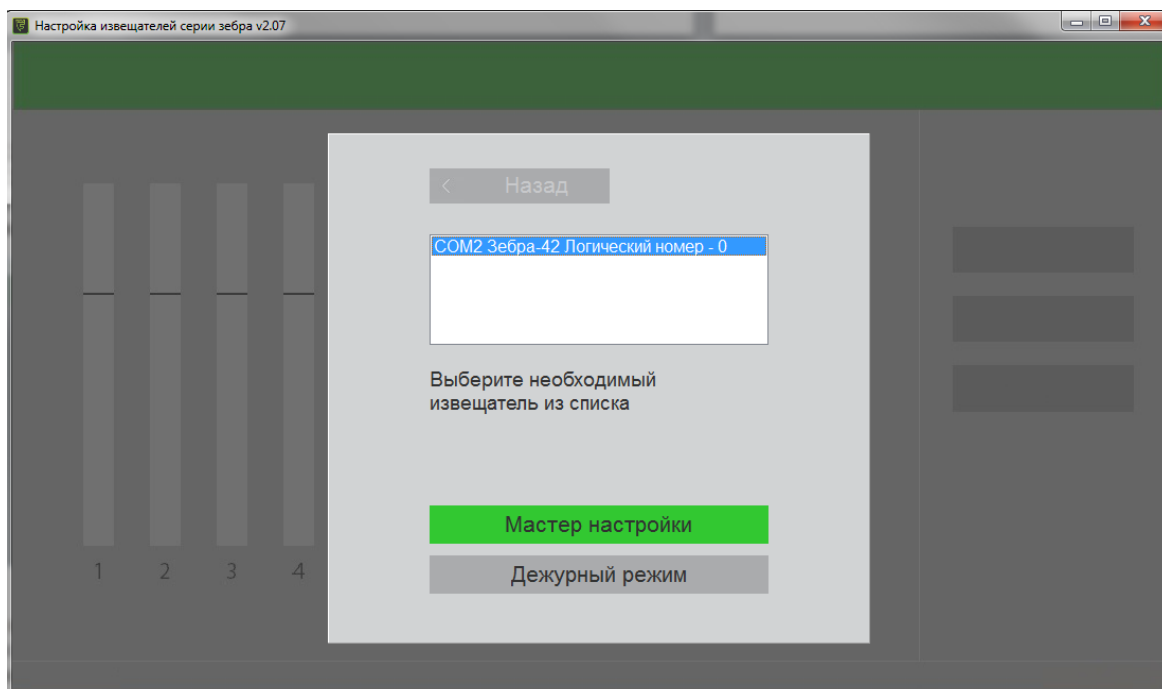 Настройка извещателей серии зебра v2.07
< Назад
COM2 Зебра-42 Логический номер - 0
Выберите необходимый
извещатель из списка
Мастер настройки
Дежурный режим
1 2 3 4